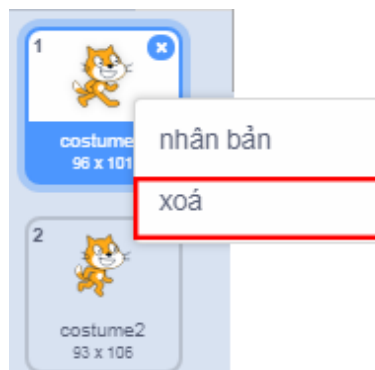 1
costume
96 x 101
nhân bản
xoá
2
costume2
93 x 106